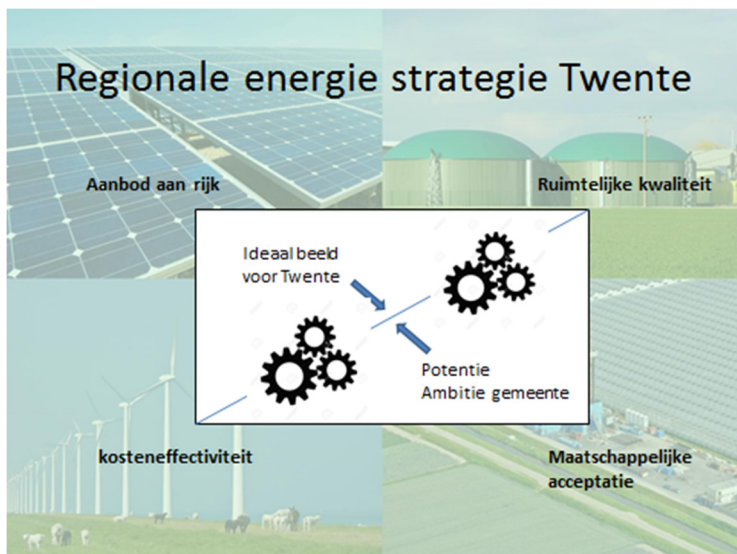 Regionale energie strategie Twente
Aanbod aan rijk
Ruimtelijke kwaliteit
Ideaal beeld
voor Twente
Potentie
Ambitie gemeente
kosteneffectiviteit
Maatschappelijke
acceptatie